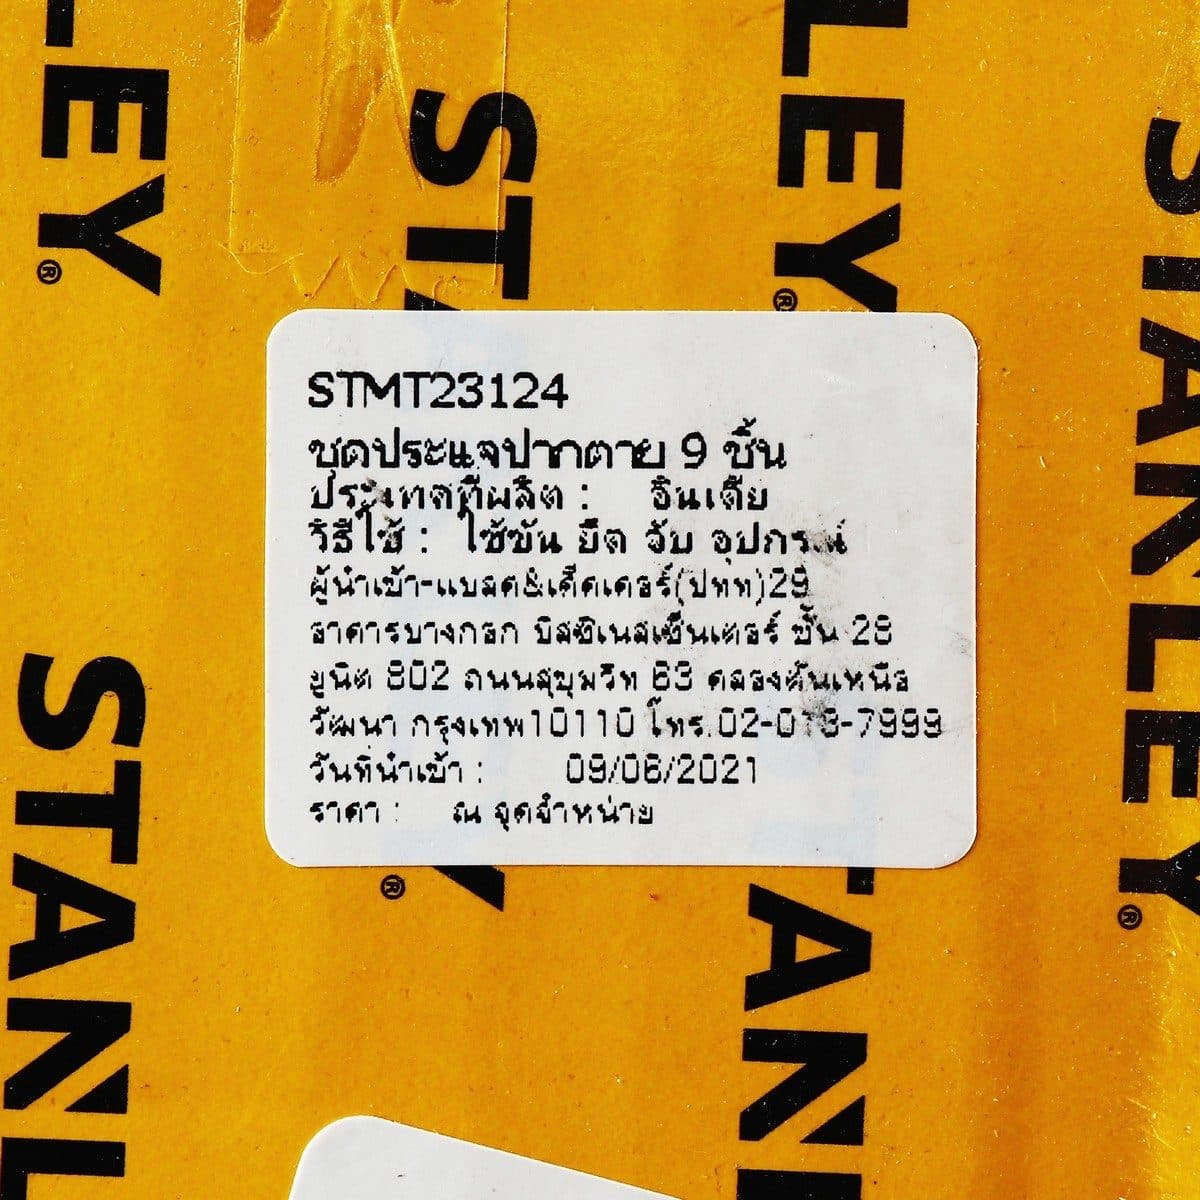 STANLEY®
STMT23124
ชุดประแจปากตาย 9 ชิ้น
ประเทศที่ผลิต : อินเดีย
วิธีใช้ : ใช้ขัน ยึด จับ อุปกรณ์
ผู้นำเข้า-แบลค&เด็คเคอร์(ปทท)29
อาคารบางกอก บิสซิเนสเซ็นเตอร์ ชั้น 28
ยูนิต 802 ถนนสุขุมวิท 63 คลองตันเหนือ
วัฒนา กรุงเทพ10110 โทร.
วันที่นำเข้า : 09/06/2021
ราคา : ณ จุดจำหน่าย